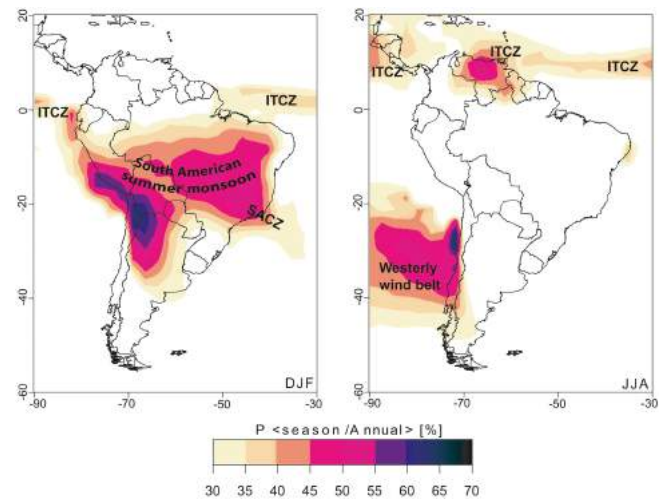 20
0
-20
-40
-60
ITCZ
ITCZ
South American
summer monsoon
SACZ
DJF
-90
-70
-50
-30
20
0
-20
-40
-60
ITCZ
ITCZ
ITCZ
Westerly
wind belt
JJA
-90
-70
-50
-30
P <season/Annual> [%]
30 35 40 45 55 60 65 70